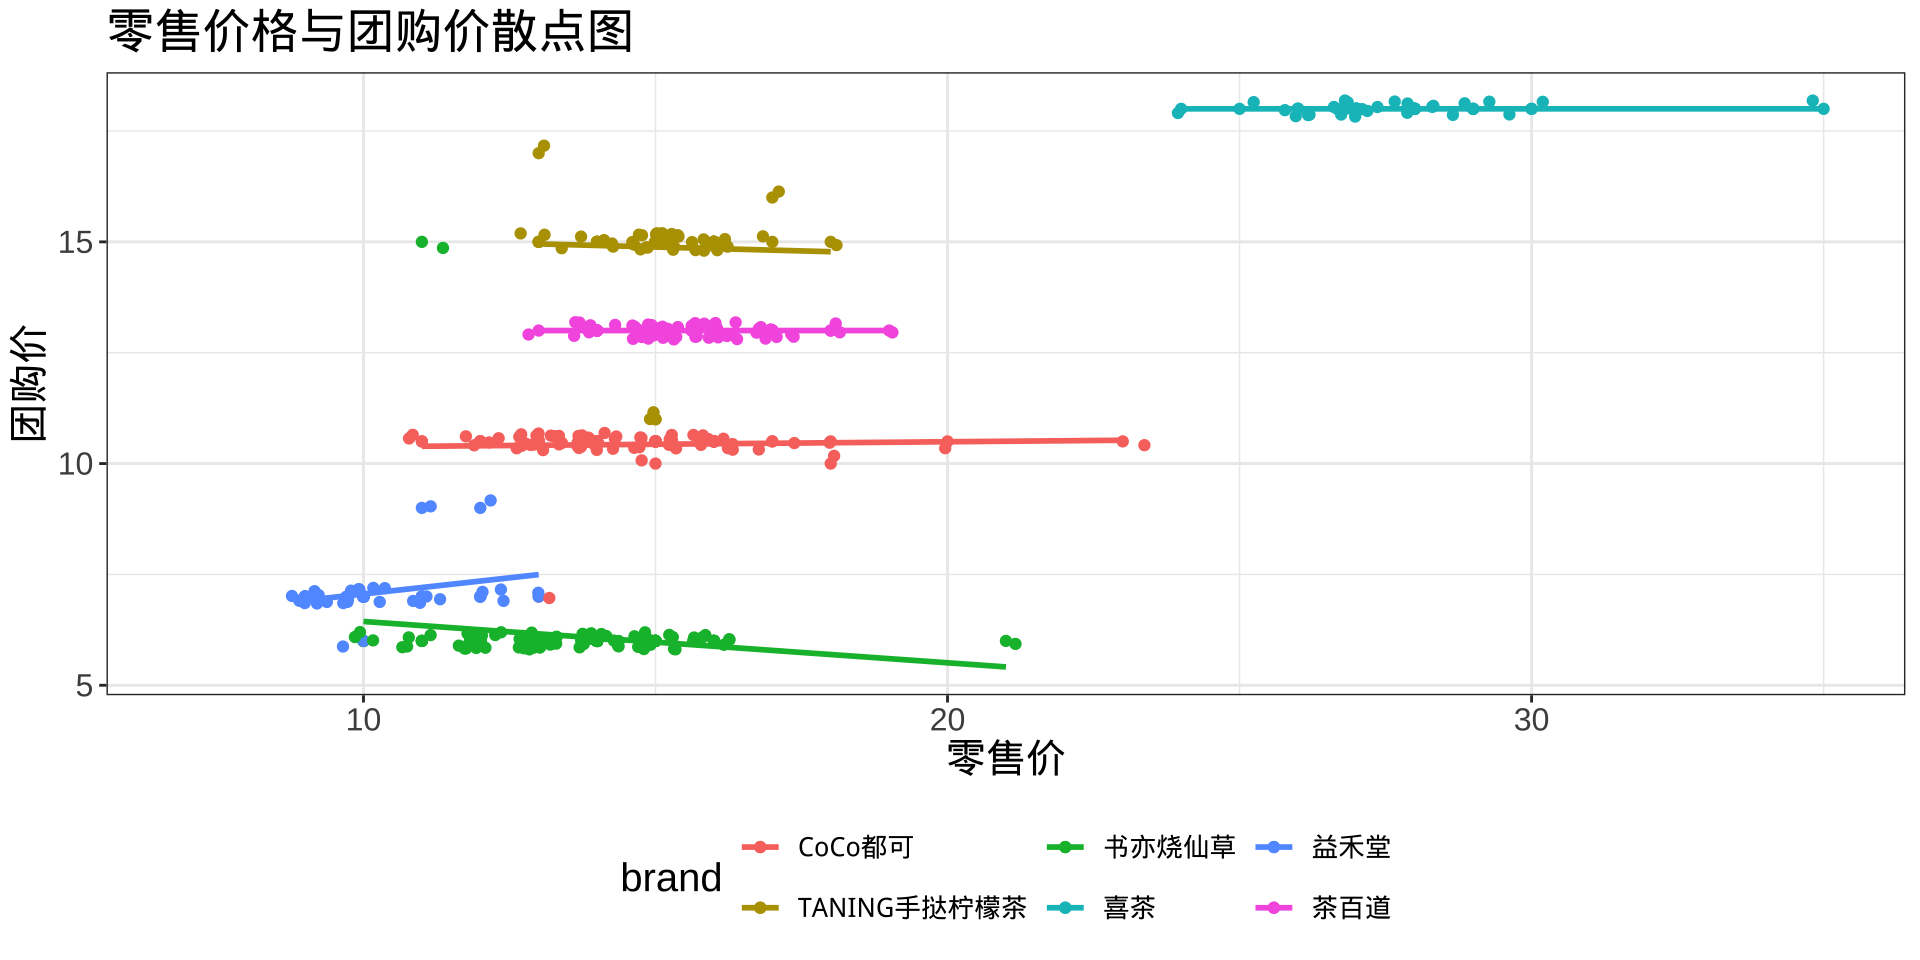 零售价格与团购价散点图
团购价
15
10
5
10 20 30
零售价
brand
CoCo都可 书亦烧仙草 益禾堂
TANING手挞柠檬茶 喜茶 茶百道